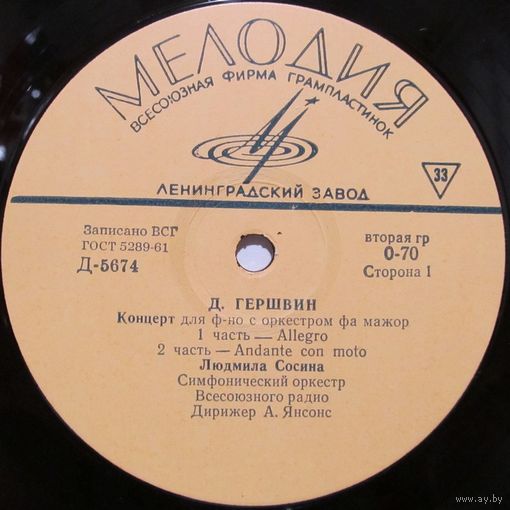 МЕЛОДИЯ
ВСЕСОЮЗНАЯ ФИРМА ГРАМПЛАСТИНОК
33
ЛЕНИНГРАДСКИЙ ЗАВОД
Записано ВСГ
ГОСТ 5289-61
Д-5674
вторая гр
0-70
Сторона 1
Д. ГЕРШВИН
Концерт для ф-но с оркестром фа мажор
1 часть — Allegro
2 часть — Andante con moto
Людмила Сосина
Симфонический оркестр
Всесоюзного радио
Дирижер А. Янсонс
www.ay.by